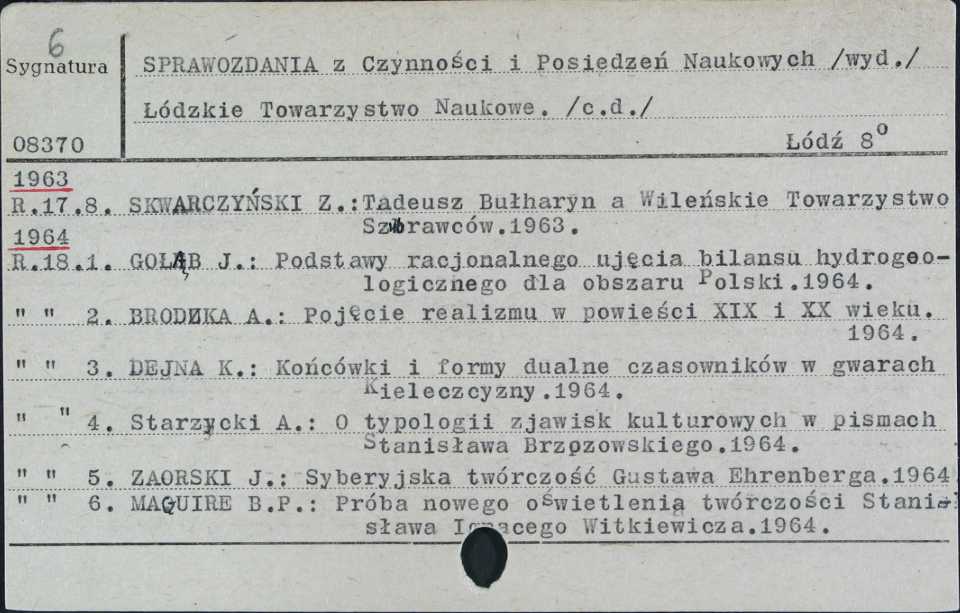 6
Sygnatura
SPRAWOZDANIA z Czynności i Posiedzeń Naukowych /wyd./
Łódzkie Towarzystwo Naukowe. /c.d./
08370
Łódź 8°
1963
R.17.8. SKWARCZYŃSKI Z.:Tadeusz Bułharyn a Wileńskie Towarzystwo
Szubrawców.1963.
1964
R.18.1. GOŁĄB J.: Podstawy racjonalnego ujęcia bilansu hydrogeo-
logicznego dla obszaru Polski.1964.
" " 2. BRODZKA A.: Pojęcie realizmu w powieści XIX i XX wieku.
1964.
" " 3. DEJNA K.: Końcówki i formy dualne czasowników w gwarach
Kieleczcyzny.1964.
" " 4. Starzycki A.: O typologii zjawisk kulturowych w pismach
Stanisława Brzozowskiego.1964.
" " 5. ZAORSKI J.: Syberyjska twórczość Gustawa Ehrenberga.1964
" " 6. MAGUIRE B.P.: Próba nowego oświetlenią twórczości Stani-
sława Ignacego Witkiewicza.1964.